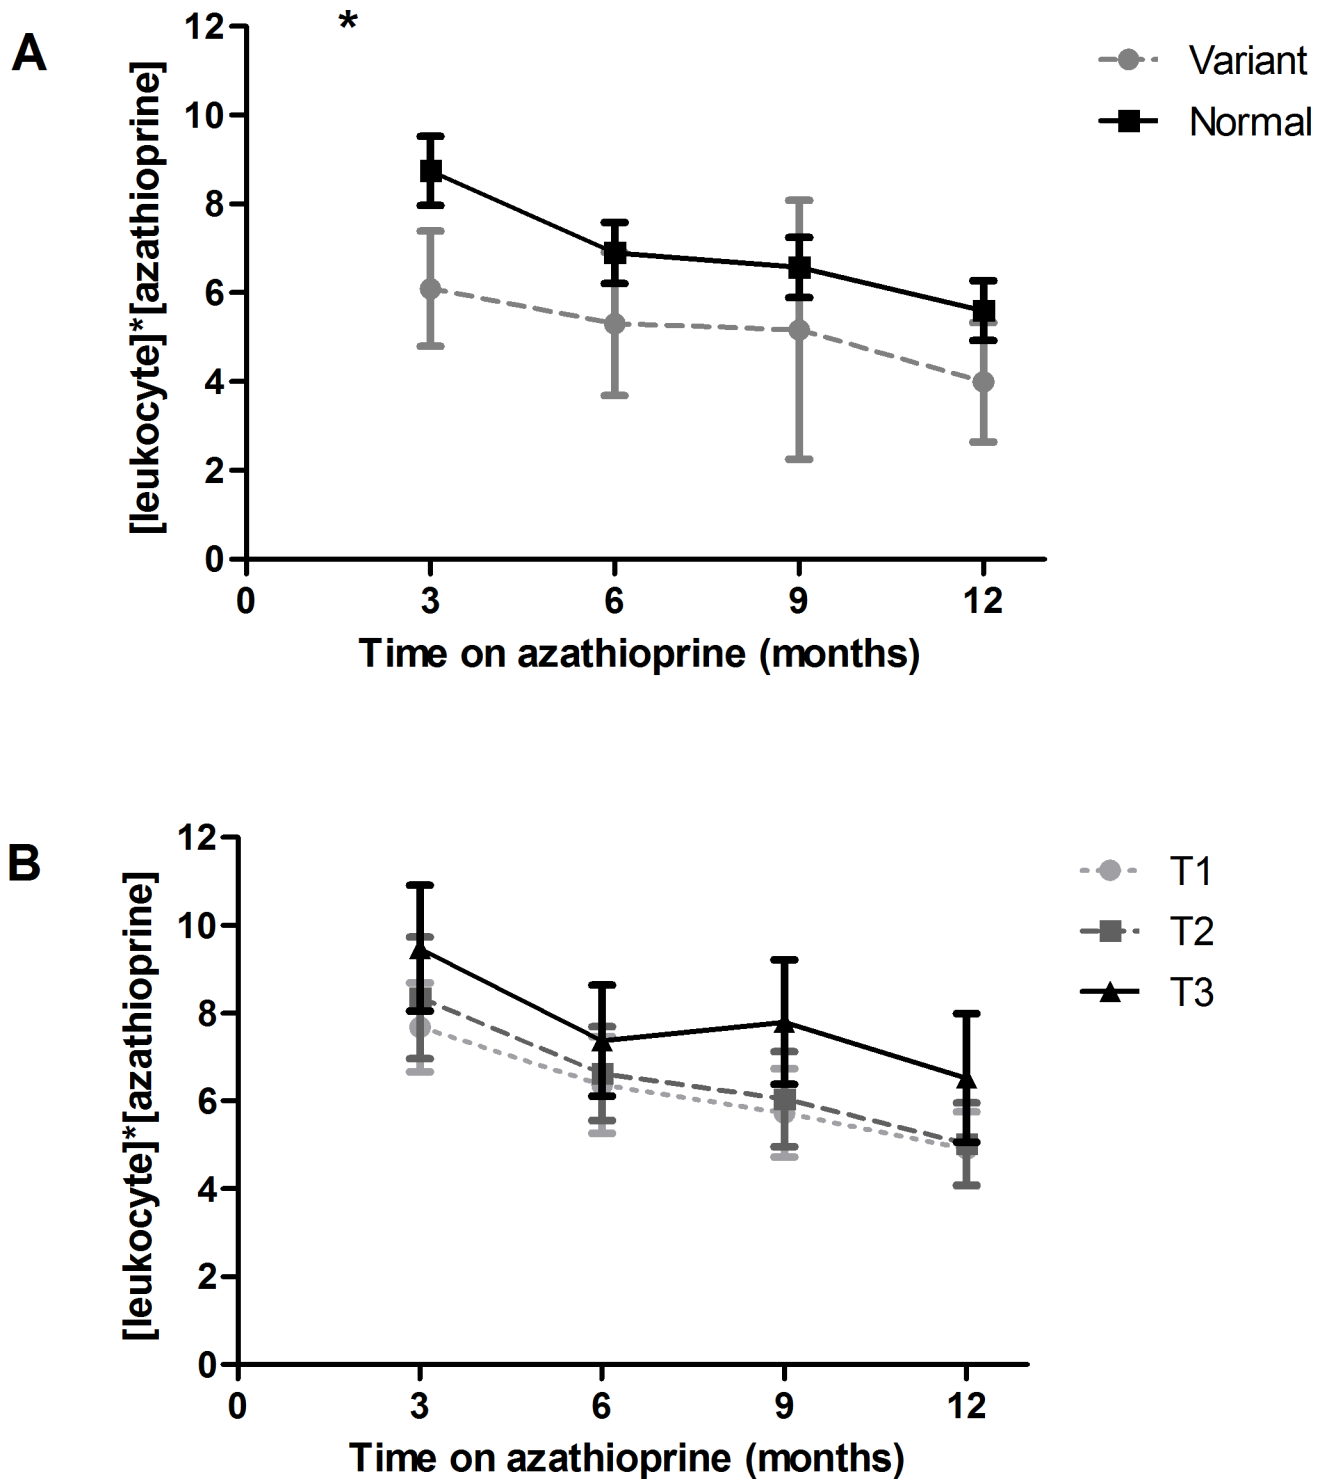 A
*
12
10
8
6
4
2
0
[leukocyte]*[azathioprine]
0 3 6 9 12
Time on azathioprine (months)
Variant
Normal
B
12
10
8
6
4
2
0
[leukocyte]*[azathioprine]
0 3 6 9 12
Time on azathioprine (months)
T1
T2
T3